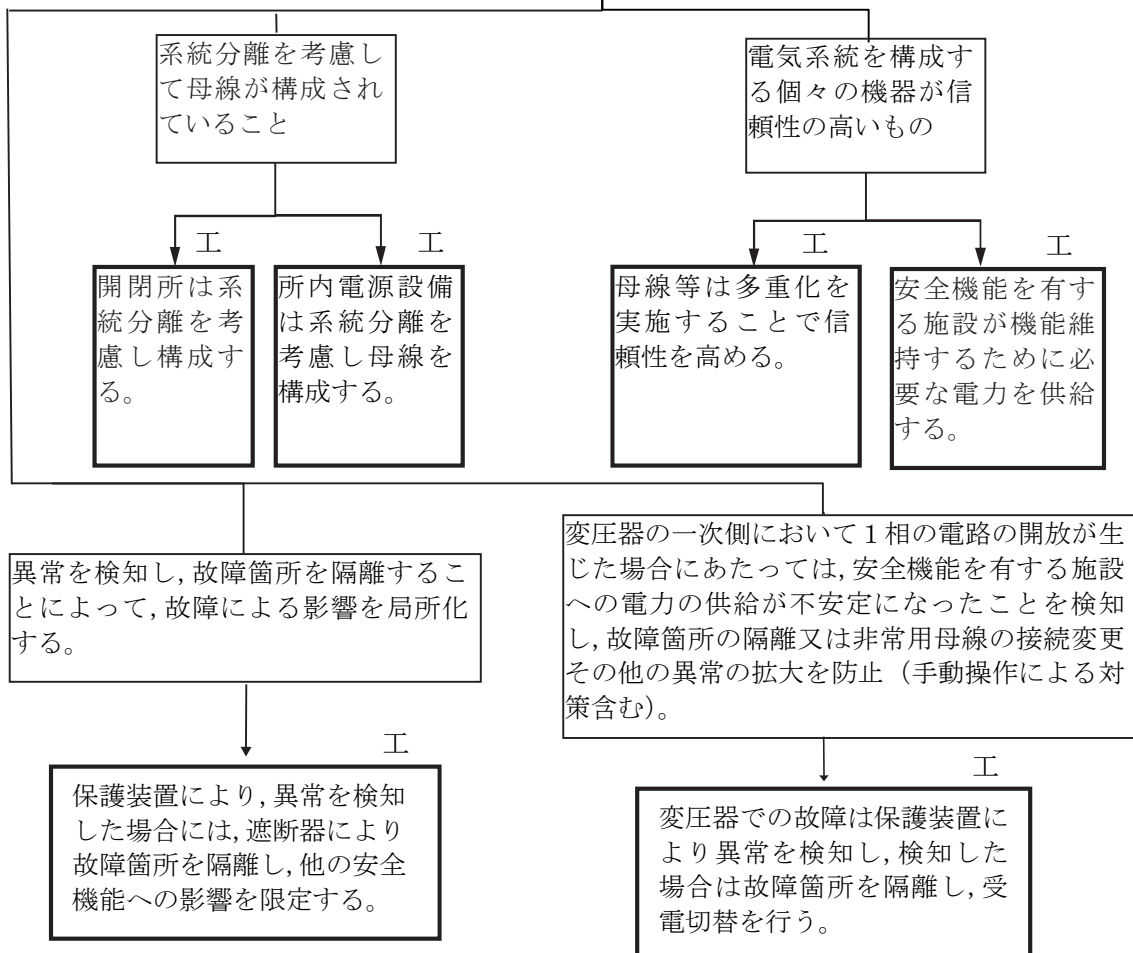 系統分離を考慮し
て母線が構成され
ていること
電気系統を構成す
る個々の機器が信
頼性の高いもの
工
工
工
工
開閉所は系
統分離を考
慮し構成す
る。
所内電源設備
は系統分離を
考慮し母線を
構成する。
母線等は多重化を
実施することで信
頼性を高める。
安全機能を有す
る施設が機能維
持するために必
要な電力を供給
する。
異常を検知し,故障箇所を隔離するこ
とによって,故障による影響を局所化
する。
変圧器の一次側において1相の電路の開放が生
じた場合にあたっては,安全機能を有する施設
への電力の供給が不安定になったことを検知
し,故障箇所の隔離又は非常用母線の接続変更
その他の異常の拡大を防止(手動操作による対
策含む)。
工
保護装置により,異常を検知
した場合には,遮断器により
故障箇所を隔離し,他の安全
機能への影響を限定する。
工
変圧器での故障は保護装置に
より異常を検知し,検知した
場合は故障箇所を隔離し,受
電切替を行う。